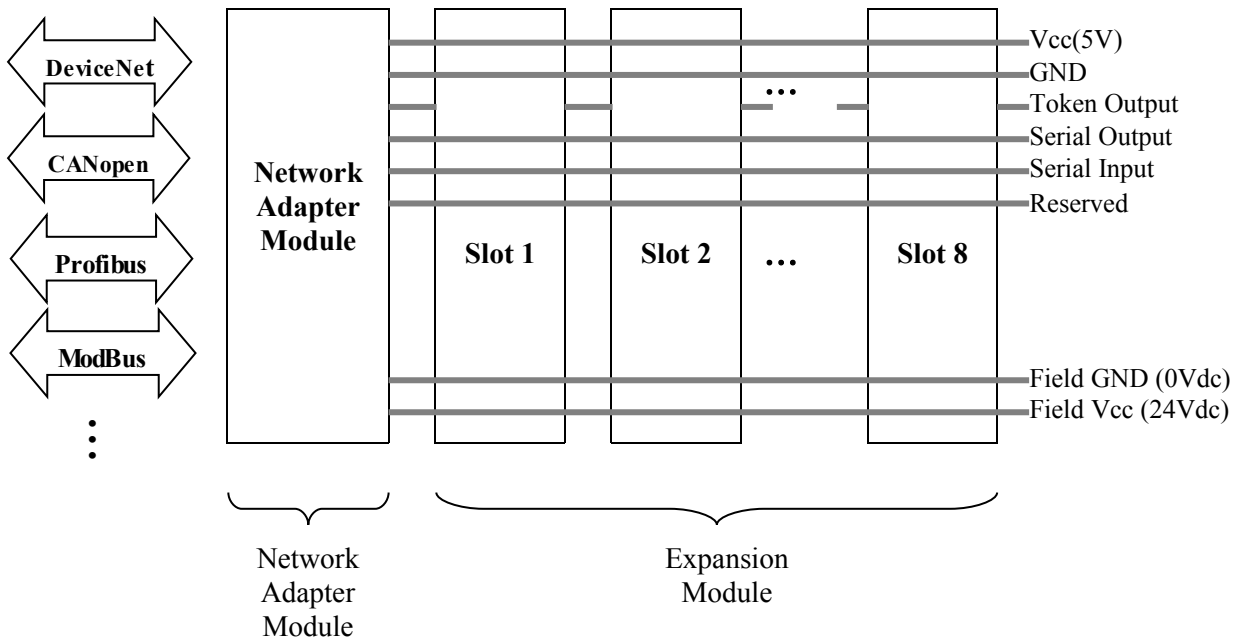 DeviceNet
CANopen
Profibus
ModBus
⋮
Network
Adapter
Module
Slot 1
Slot 2
...
...
Slot 8
Vcc(5V)
GND
Token Output
Serial Output
Serial Input
Reserved
Field GND (0Vdc)
Field Vcc (24Vdc)
Network
Adapter
Module
Expansion
Module